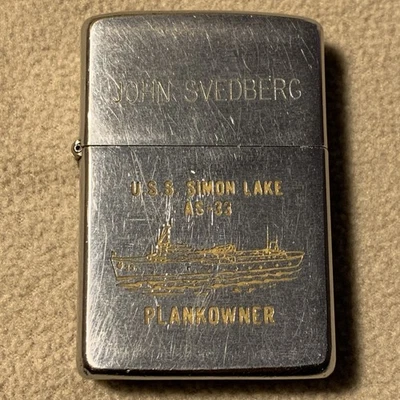 JOHN SVEDBERG
U.S.S. SIMON LAKE
AS-33
PLANKOWNER